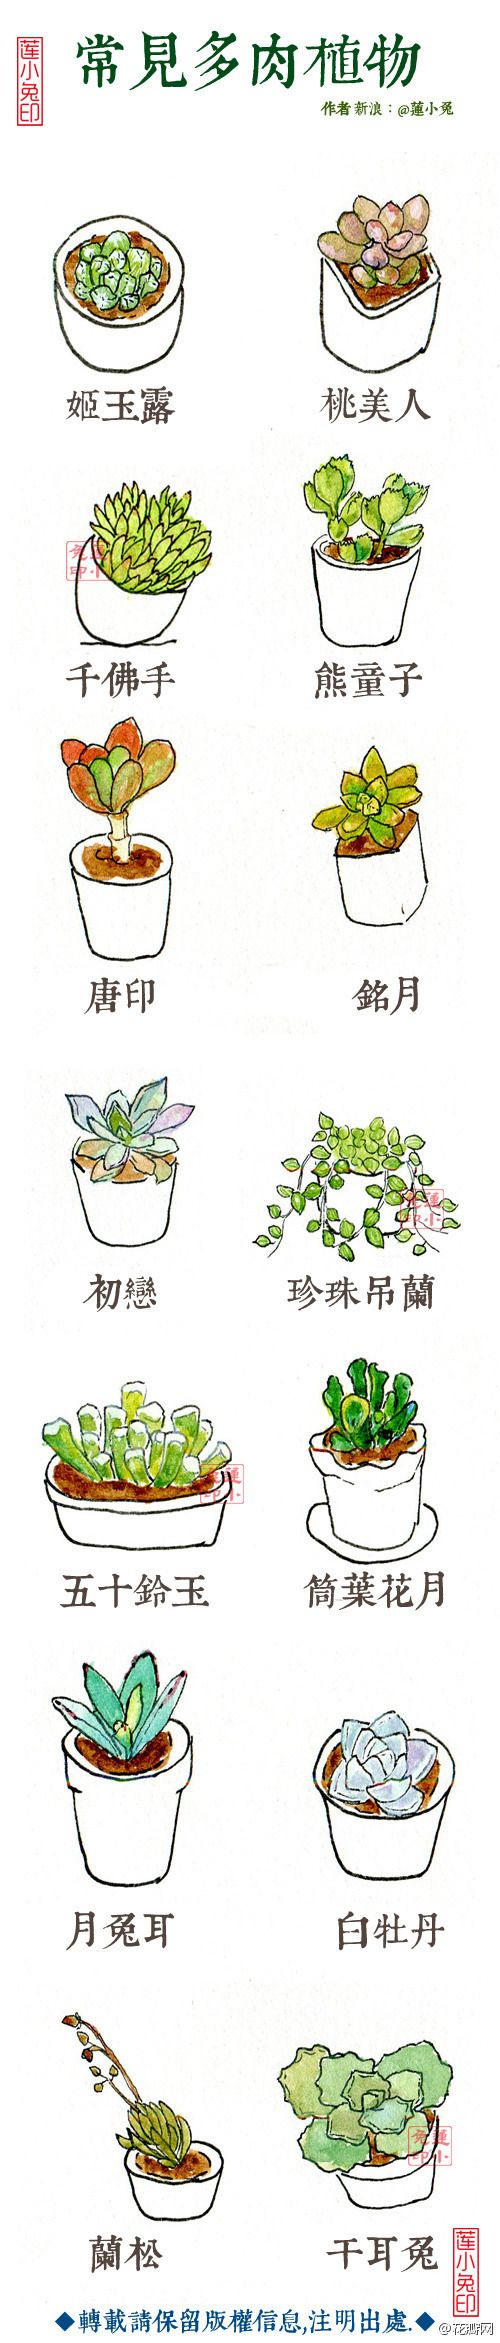 常見多肉植物
蓮小兔印
作者 新浪：@蓮小兔
姬玉露
桃美人
千佛手
熊童子
唐印
銘月
初戀
珍珠吊蘭
五十鈴玉
筒葉花月
月兔耳
白牡丹
蘭松
干耳兔
莲小兔印
◆轉載請保留版權信息,注明出處.◆
@花瓣网